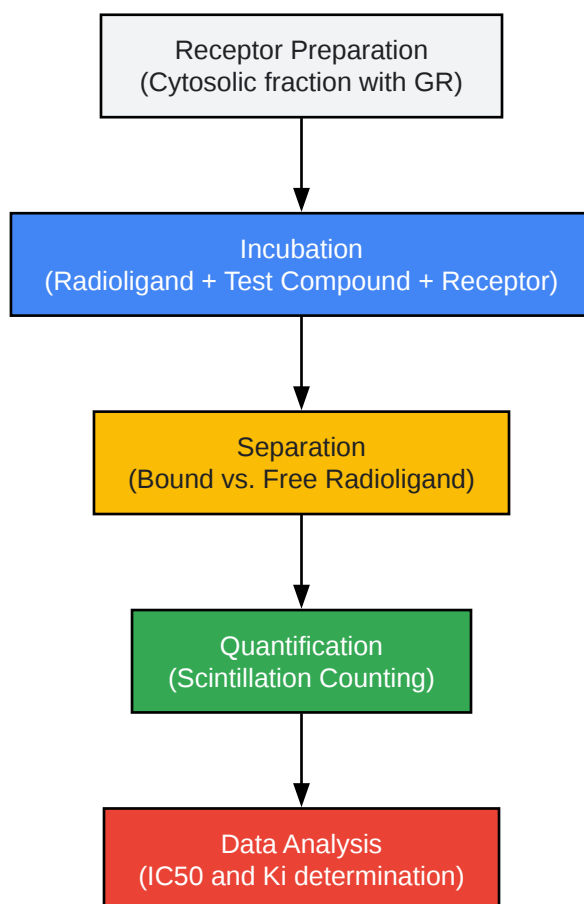 Receptor Preparation
(Cytosolic fraction with GR)
Incubation
(Radioligand + Test Compound + Receptor)
Separation
(Bound vs. Free Radioligand)
Quantification
(Scintillation Counting)
Data Analysis
(IC50 and Ki determination)